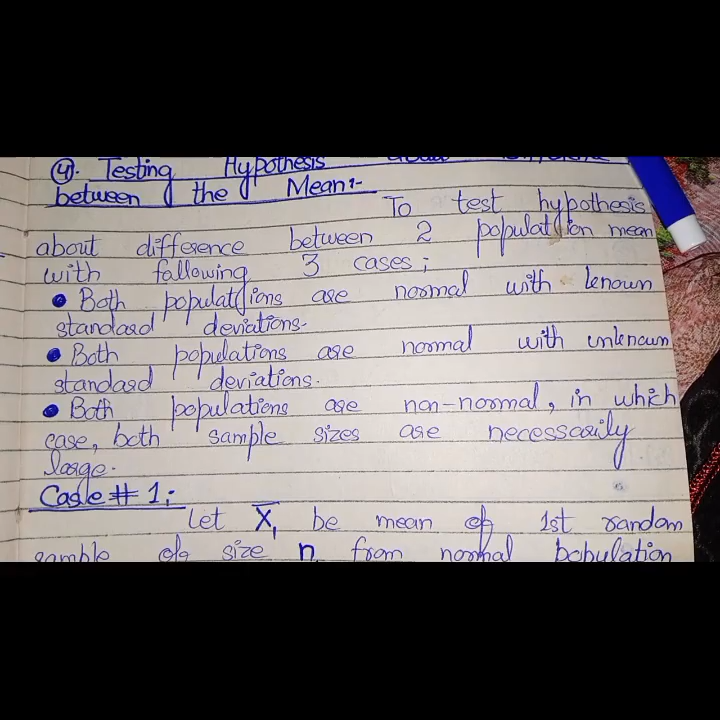 ④. Testing Hypothesis about difference
between the Mean:-
To test hypothesis
about difference between 2 population mean
with following 3 cases;
• Both populations are normal with known
standard deviations.
• Both populations are normal with unknown
standard deviations.
• Both populations are non-normal, in which
case, both sample sizes are necessarily
large.
Case # 1:
Let X̄₁ be mean of 1st random
sample of size n₁ from normal population